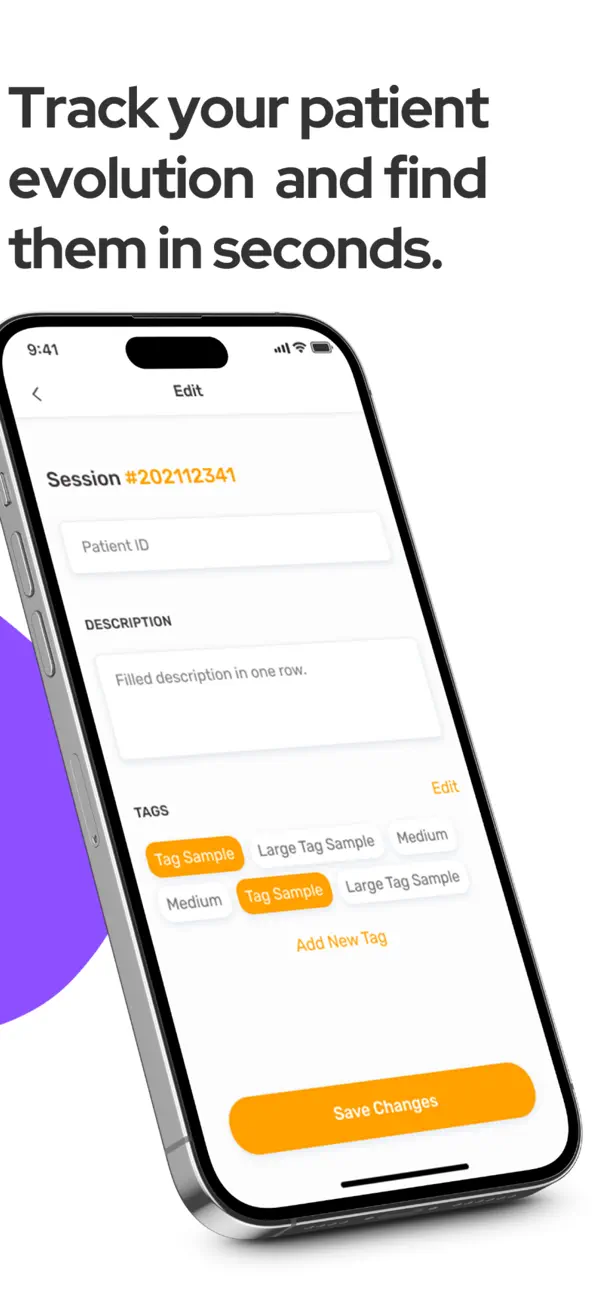 Track your patient
evolution and find
them in seconds.
9:41
Edit
Session #202112341
Patient ID
DESCRIPTION
Filled description in one row.
TAGS
Edit
Tag Sample
Large Tag Sample
Medium
Medium
Tag Sample
Large Tag Sample
Add New Tag
Save Changes